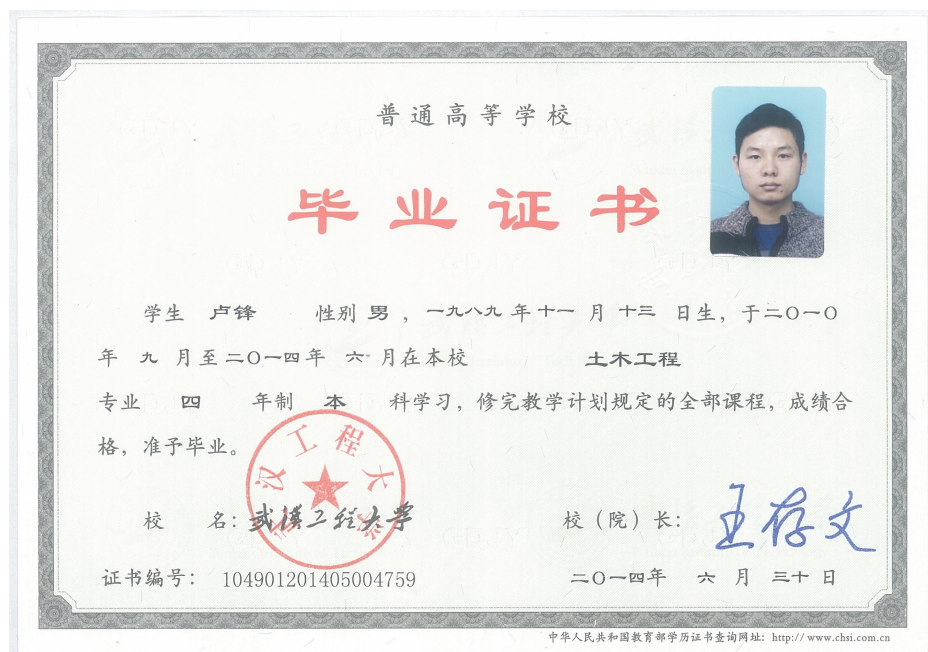 普通高等学校
毕业证书
学生 卢锋 性别 男 ，一九八九 年 十一 月 十三 日生，于二〇一〇
年 九 月至 二〇一四 年 六 月在本校 土木工程
专业 四 年制 本 科学习，修完教学计划规定的全部课程，成绩合
格，准予毕业。
武汉工程大学
校 名：武汉工程大学 校（院）长： 王存文
证书编号： 104901201405004759 二〇一四年 六 月 三十 日
中华人民共和国教育部学历证书查询网址：http://www.chsi.com.cn